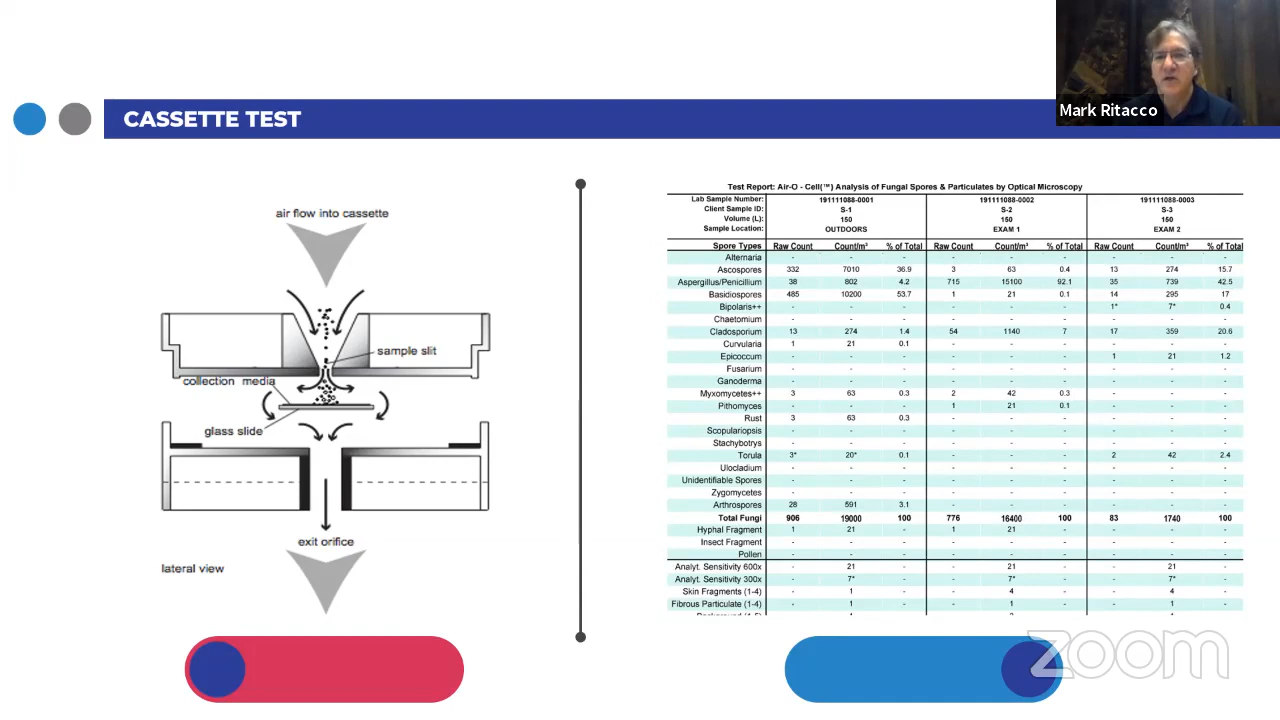 Mark Ritacco
CASSETTE TEST
air flow into cassette
sample slit
collection media
glass slide
exit orifice
lateral view
Test Report: Air-O - Cell(™) Analysis of Fungal Spores & Particulates by Optical Microscopy
Lab Sample Number: 191111088-0001 191111088-0002 191111088-0003
Client Sample ID: S-1 S-2 S-3
Volume (L): 150 150 150
Sample Location: OUTDOORS EXAM 1 EXAM 2
Spore Types Raw Count Count/m³ % of Total Raw Count Count/m³ % of Total Raw Count Count/m³ % of Total
Alternaria - - - - - - - - -
Ascospores 332 7010 36.9 3 63 0.4 13 274 15.7
Aspergillus/Penicillium 38 802 4.2 715 15100 92.1 35 739 42.5
Basidiospores 485 10200 53.7 1 21 0.1 14 295 17
Bipolaris++ - - - - - - 1* 7* 0.4
Chaetomium - - - - - - - - -
Cladosporium 13 274 1.4 54 1140 7 17 359 20.6
Curvularia 1 21 0.1 - - - - - -
Epicoccum - - - - - - 1 21 1.2
Fusarium - - - - - - - - -
Ganoderma - - - - - - - - -
Myxomycetes++ 3 63 0.3 2 42 0.3 - - -
Pithomyces - - - 1 21 0.1 - - -
Rust 3 63 0.3 - - - - - -
Scopulariopsis - - - - - - - - -
Stachybotrys - - - - - - - - -
Torula 3* 20* 0.1 - - - 2 42 2.4
Ulocladium - - - - - - - - -
Unidentifiable Spores - - - - - - - - -
Zygomycetes - - - - - - - - -
Arthrospores 28 591 3.1 - - - - - -
Total Fungi 906 19000 100 776 16400 100 83 1740 100
Hyphal Fragment 1 21 - 1 21 - - - -
Insect Fragment - - - - - - - - -
Pollen - - - - - - - - -
Analyt. Sensitivity 600x - 21 - - 21 - - 21 -
Analyt. Sensitivity 300x - 7* - - 7* - - 7* -
Skin Fragments (1-4) - 1 - - 4 - - 4 -
Fibrous Particulate (1-4) - 1 - - 1 - - 1 -
zoom